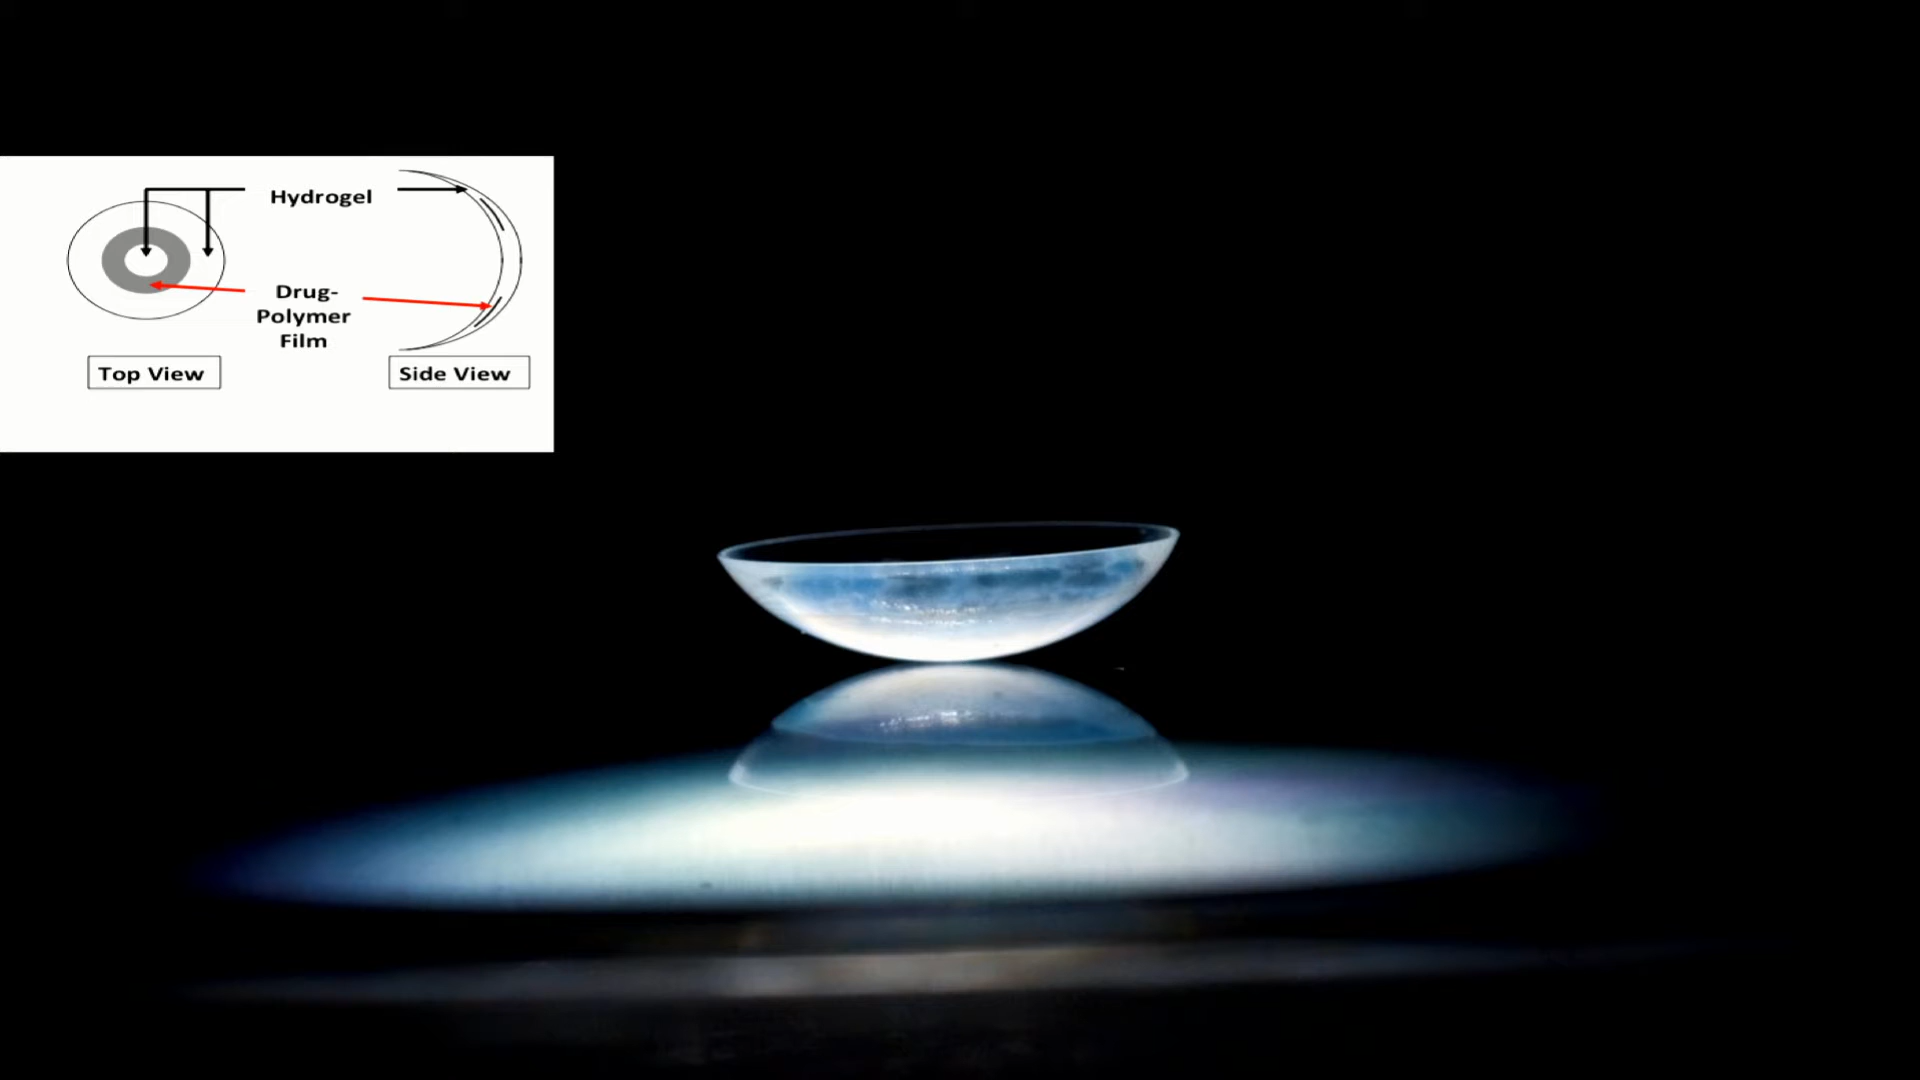 Hydrogel
Drug-
Polymer
Film
Top View
Side View